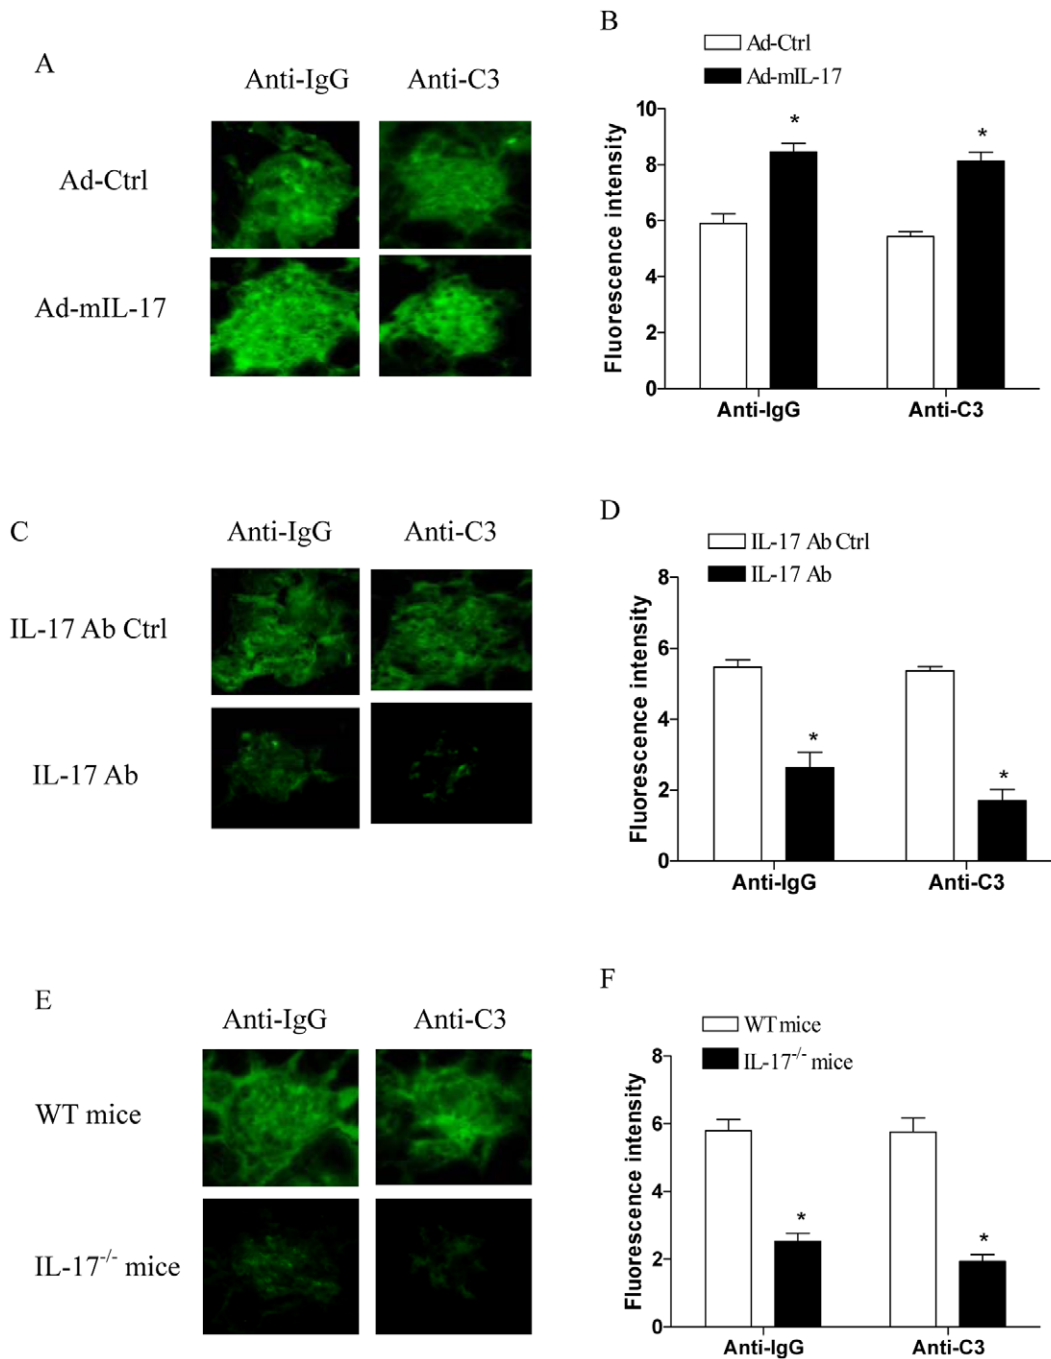 A
Anti-IgG Anti-C3
Ad-Ctrl
Ad-mIL-17
B
Ad-Ctrl
Ad-mIL-17
Fluorescence intensity
10
8
6
4
2
0
* *
Anti-IgG Anti-C3
C
Anti-IgG Anti-C3
IL-17 Ab Ctrl
IL-17 Ab
D
IL-17 Ab Ctrl
IL-17 Ab
Fluorescence intensity
8
6
4
2
0
* *
Anti-IgG Anti-C3
E
Anti-IgG Anti-C3
WT mice
IL-17-/- mice
F
WT mice
IL-17-/- mice
Fluorescence intensity
8
6
4
2
0
* *
Anti-IgG Anti-C3